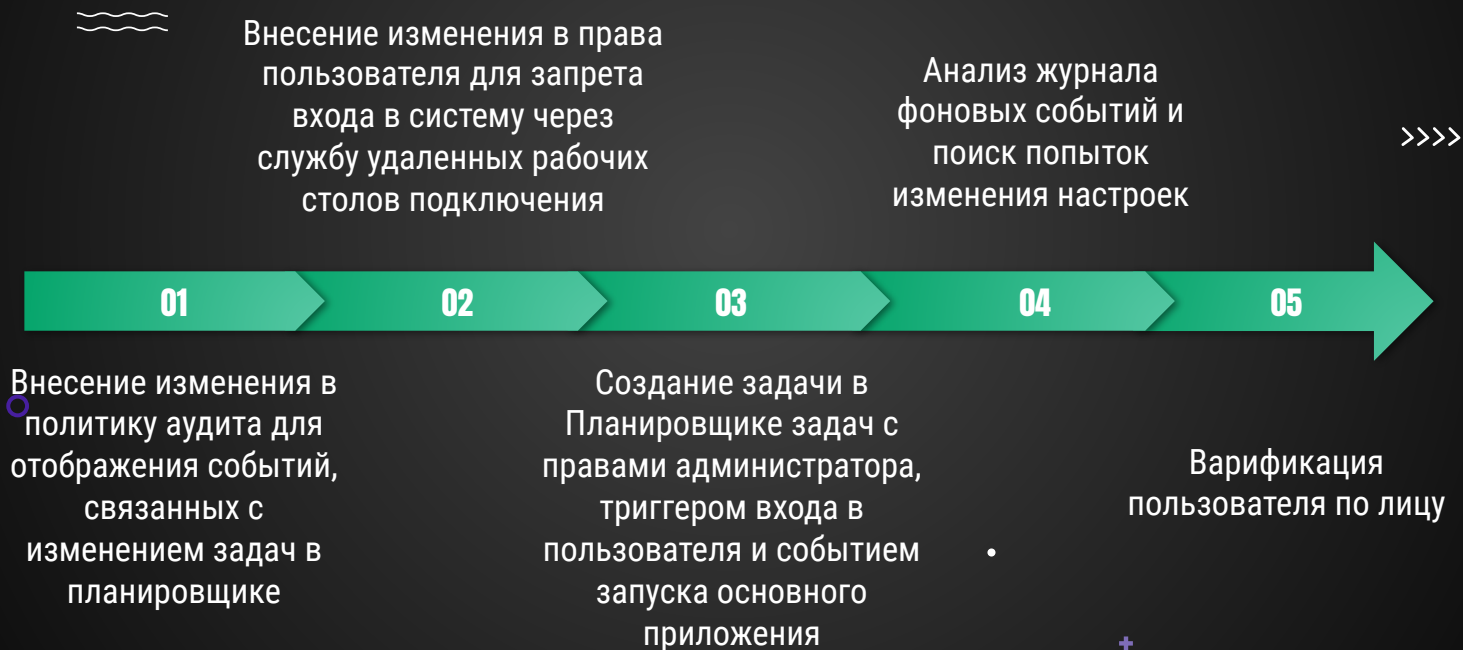 Внесение изменения в права
пользователя для запрета
входа в систему через
службу удаленных рабочих
столов подключения
Анализ журнала
фоновых событий и
поиск попыток
изменения настроек
01
02
03
04
05
Внесение изменения в
политику аудита для
отображения событий,
связанных с
изменением задач в
планировщике
Создание задачи в
Планировщике задач с
правами администратора,
триггером входа в
пользователя и событием
запуска основного
приложения
Варификация
пользователя по лицу